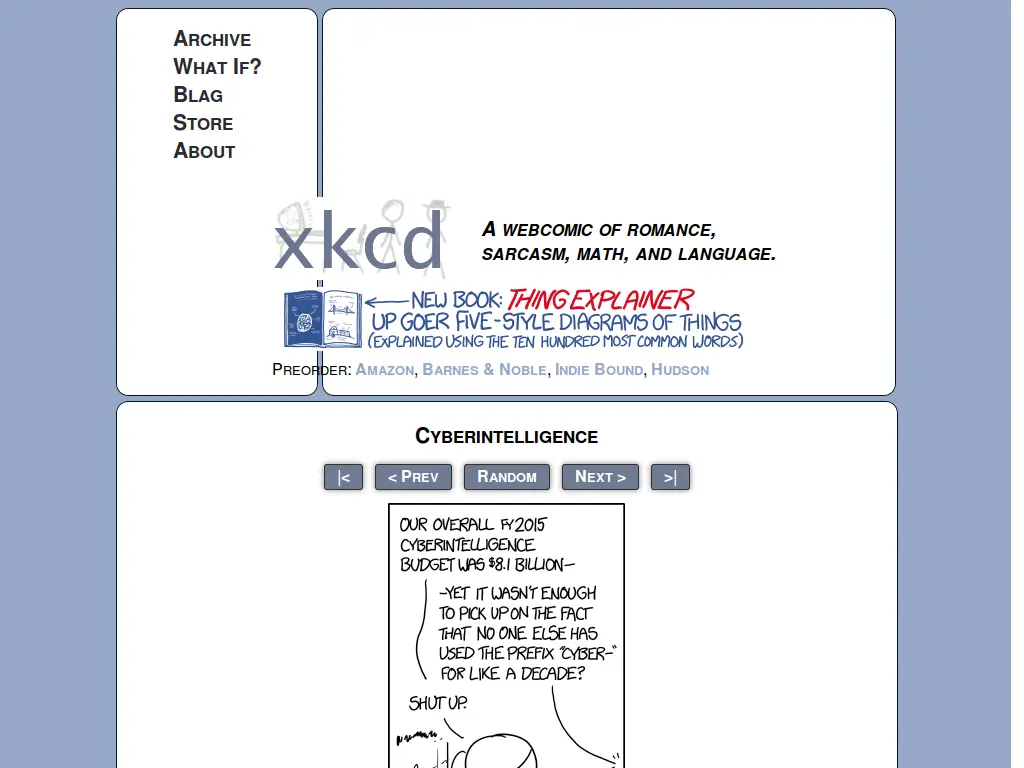 Archive
What If?
Blag
Store
About
xkcd
A webcomic of romance,
sarcasm, math, and language.
NEW BOOK: THING EXPLAINER
UP GOER FIVE-STYLE DIAGRAMS OF THINGS
(EXPLAINED USING THE TEN HUNDRED MOST COMMON WORDS)
Preorder: Amazon, Barnes & Noble, Indie Bound, Hudson
Cyberintelligence
|< < Prev Random Next > >|
OUR OVERALL FY2015
CYBERINTELLIGENCE
BUDGET WAS $8.1 BILLION—
—YET IT WASN'T ENOUGH
TO PICK UP ON THE FACT
THAT NO ONE ELSE HAS
USED THE PREFIX "CYBER—"
FOR LIKE A DECADE?
SHUT UP.